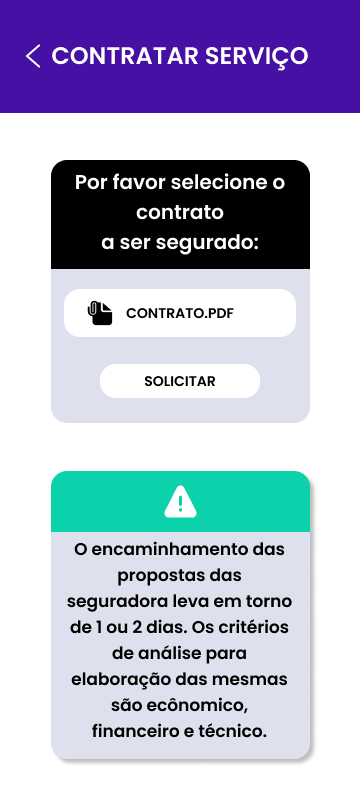 CONTRATAR SERVIÇO
Por favor selecione o
contrato
a ser segurado:
CONTRATO.PDF
SOLICITAR
O encaminhamento das
propostas das
seguradora leva em torno
de 1 ou 2 dias. Os critérios
de análise para
elaboração das mesmas
são ecônomico,
financeiro e técnico.